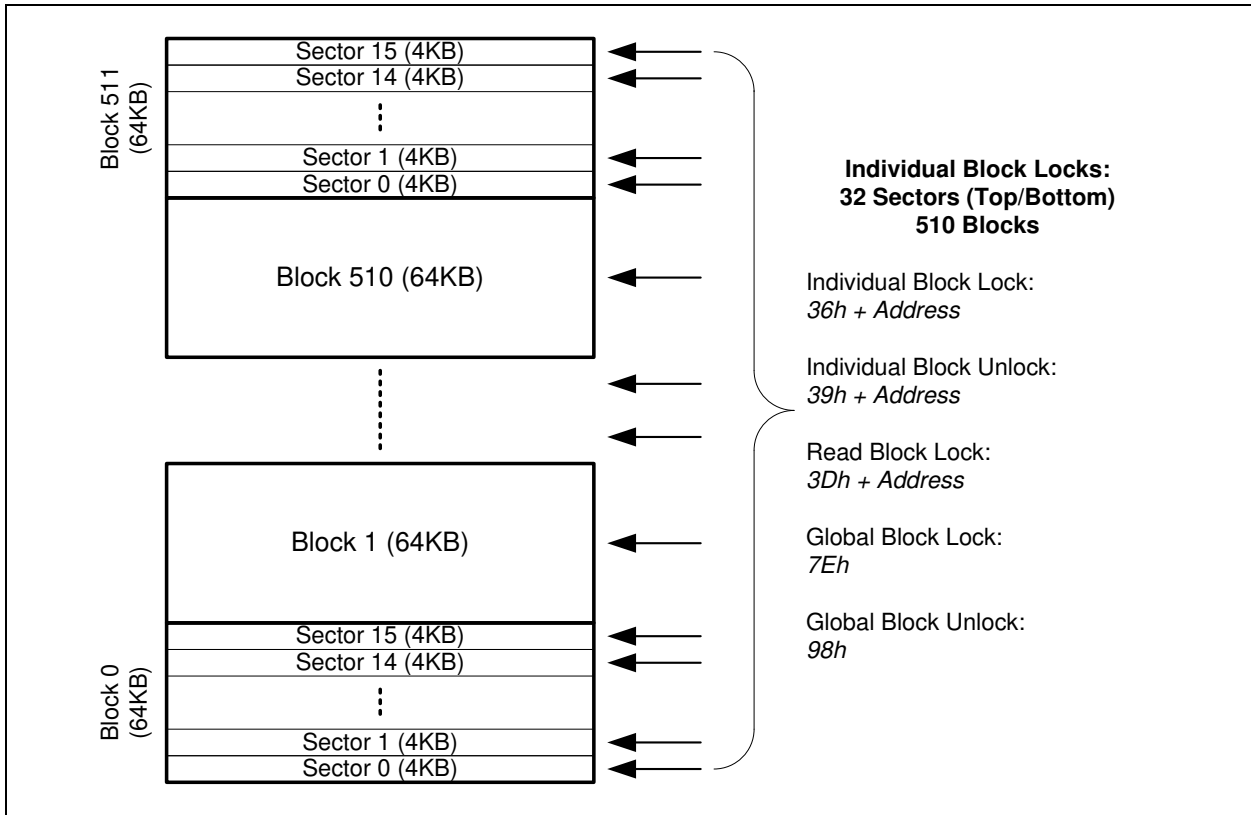 Block 511
(64KB)
Sector 15 (4KB)
Sector 14 (4KB)
Sector 1 (4KB)
Sector 0 (4KB)
Block 510 (64KB)
Block 1 (64KB)
Block 0
(64KB)
Sector 15 (4KB)
Sector 14 (4KB)
Sector 1 (4KB)
Sector 0 (4KB)
Individual Block Locks:
32 Sectors (Top/Bottom)
510 Blocks
Individual Block Lock:
36h + Address
Individual Block Unlock:
39h + Address
Read Block Lock:
3Dh + Address
Global Block Lock:
7Eh
Global Block Unlock:
98h